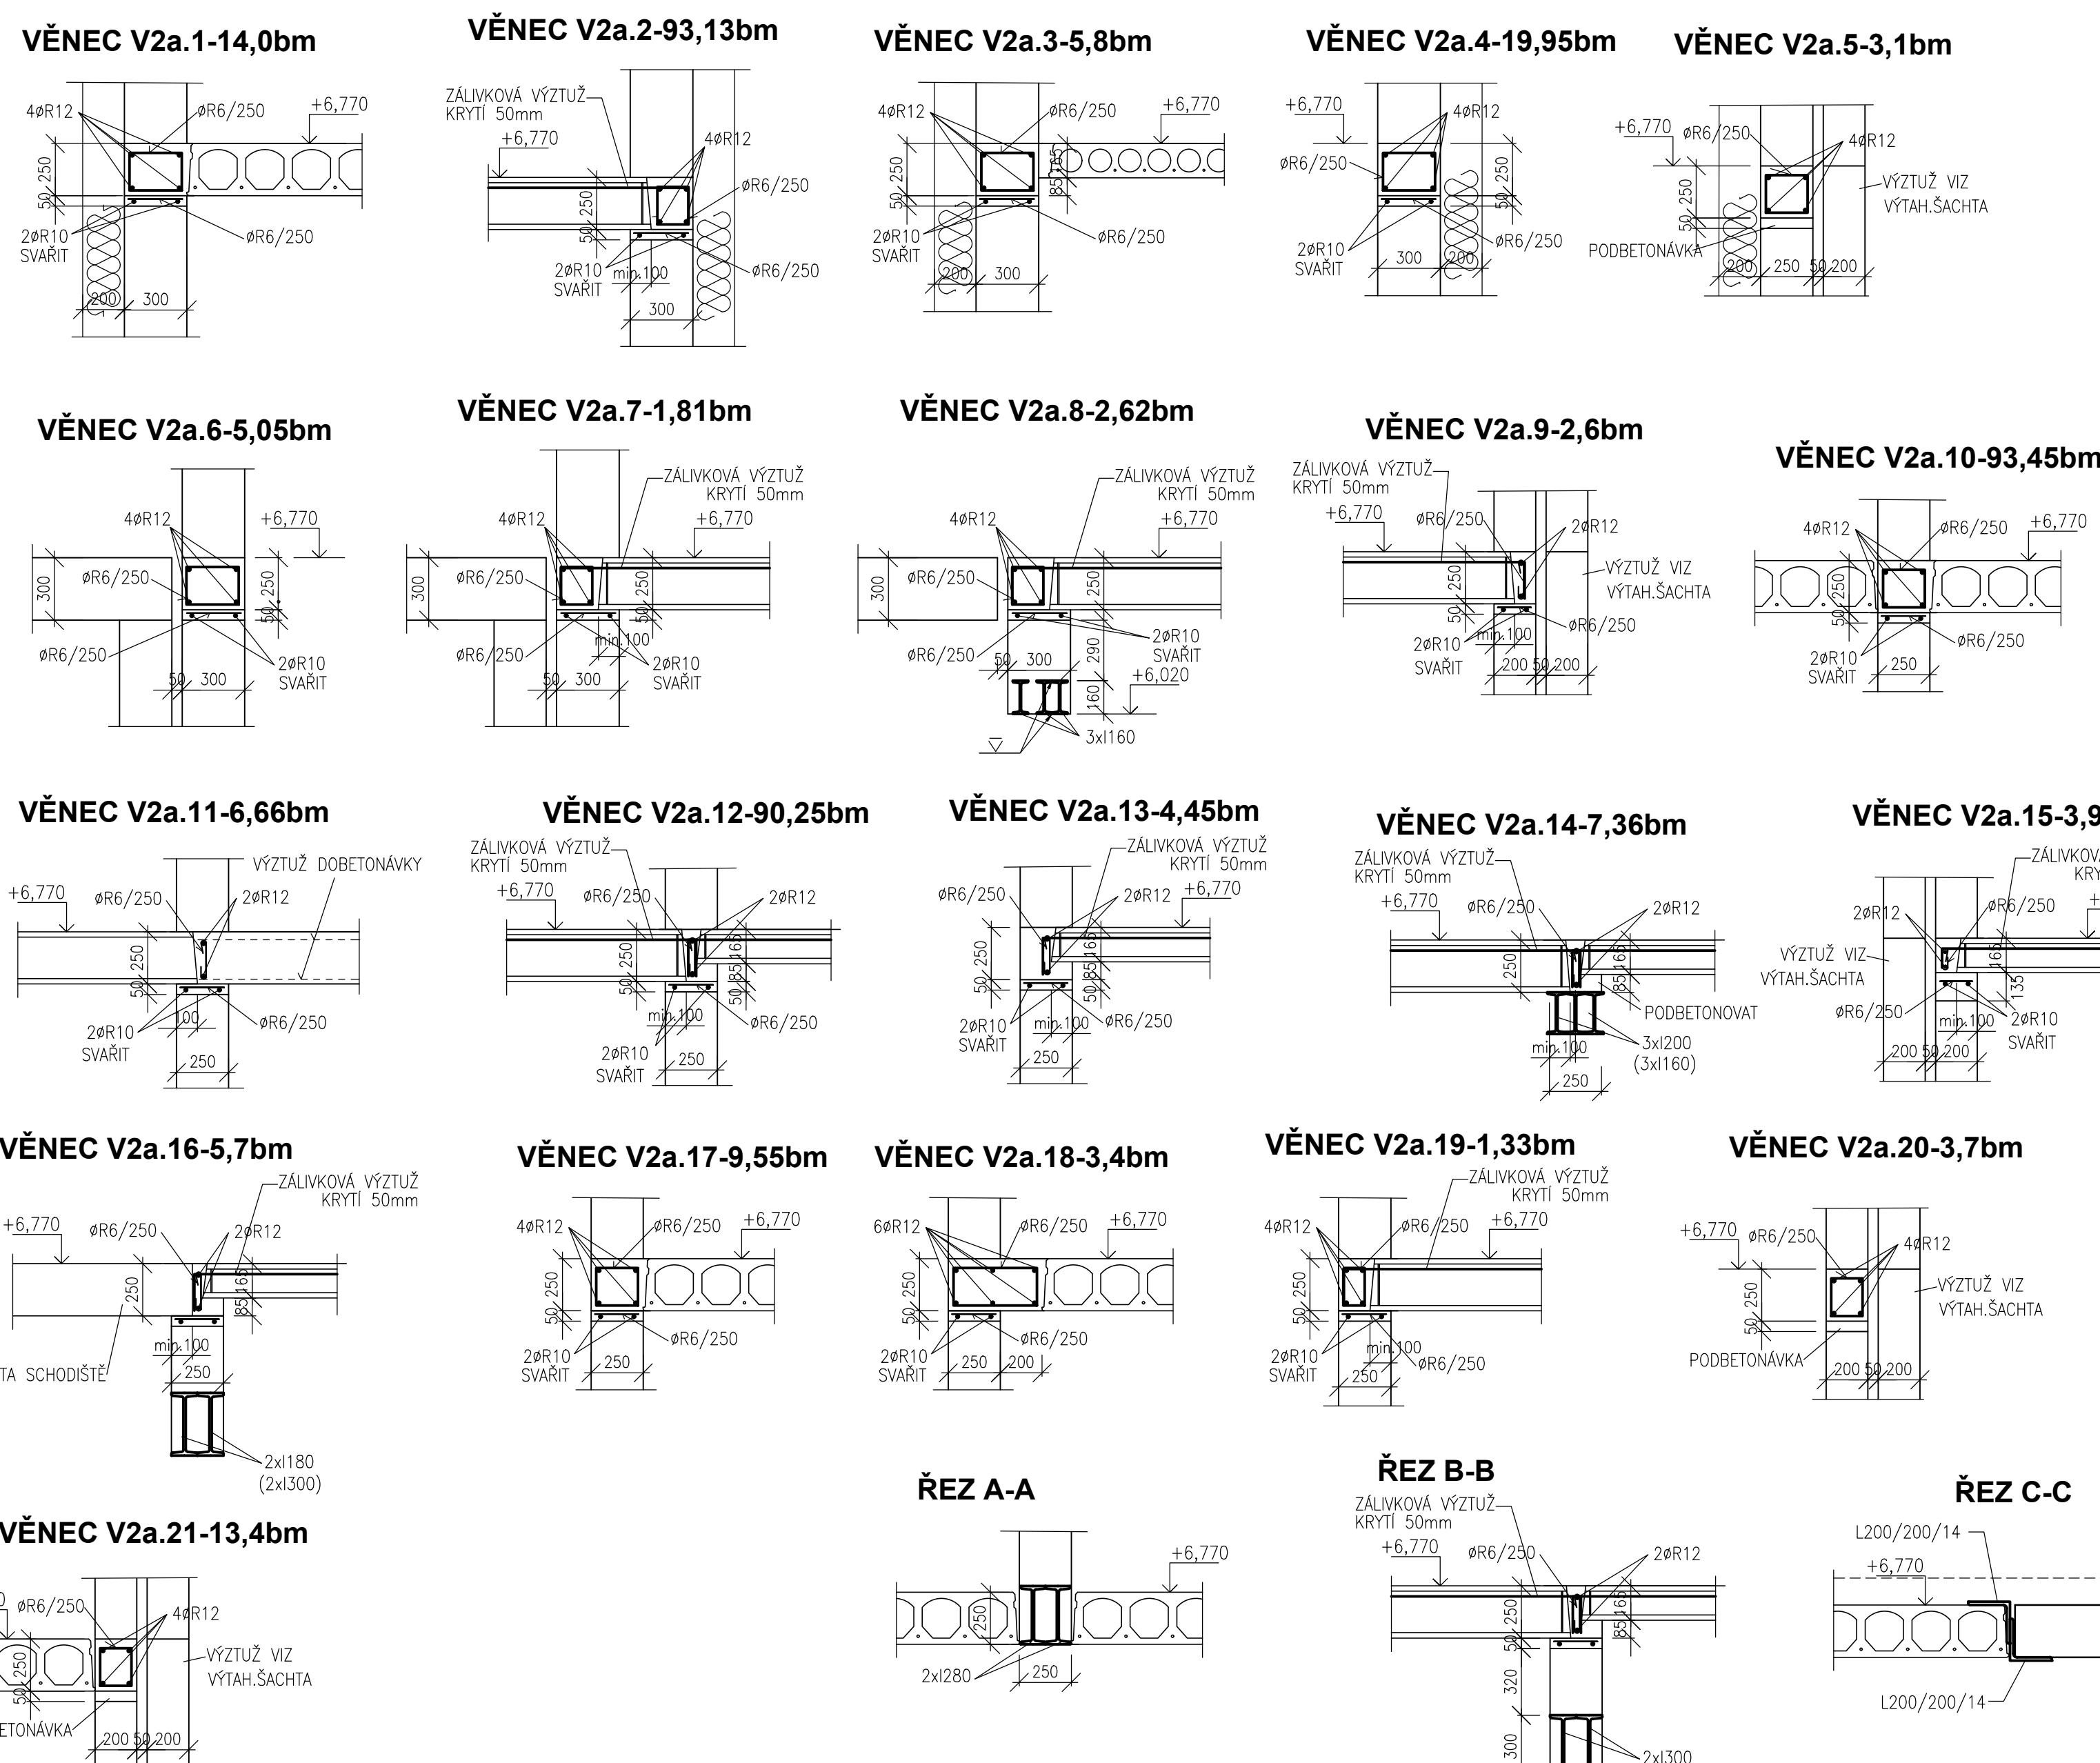 VĚNEC V2a.1-14,0bm
4øR12
øR6/250
+6,770
250
50
2øR10
SVAŘIT
øR6/250
200
300
VĚNEC V2a.2-93,13bm
ZÁLIVKOVÁ VÝZTUŽ
KRYTÍ 50mm
+6,770
4øR12
øR6/250
250
50
2øR10
SVAŘIT
min.100
øR6/250
300
VĚNEC V2a.3-5,8bm
4øR12
øR6/250
+6,770
250
50
165
85
2øR10
SVAŘIT
øR6/250
200
300
VĚNEC V2a.4-19,95bm
+6,770
4øR12
øR6/250
250
50
2øR10
SVAŘIT
øR6/250
300
200
VĚNEC V2a.5-3,1bm
+6,770
øR6/250
4øR12
250
50
VÝZTUŽ VIZ
VÝTAH.ŠACHTA
PODBETONÁVKA
200
250
50
200
VĚNEC V2a.6-5,05bm
4øR12
+6,770
300
øR6/250
250
50
øR6/250
2øR10
SVAŘIT
50
300
VĚNEC V2a.7-1,81bm
ZÁLIVKOVÁ VÝZTUŽ
KRYTÍ 50mm
4øR12
+6,770
300
øR6/250
250
50
min.100
øR6/250
2øR10
SVAŘIT
50
300
VĚNEC V2a.8-2,62bm
ZÁLIVKOVÁ VÝZTUŽ
KRYTÍ 50mm
4øR12
+6,770
300
øR6/250
250
2øR10
SVAŘIT
øR6/250
50
300
290
+6,020
160
3xI160
VĚNEC V2a.9-2,6bm
ZÁLIVKOVÁ VÝZTUŽ
KRYTÍ 50mm
+6,770
øR6/250
2øR12
250
50
VÝZTUŽ VIZ
VÝTAH.ŠACHTA
øR6/250
2øR10
SVAŘIT
min.100
200
50
200
VĚNEC V2a.10-93,45bm
4øR12
øR6/250
+6,770
250
50
2øR10
SVAŘIT
øR6/250
250
VĚNEC V2a.11-6,66bm
VÝZTUŽ DOBETONÁVKY
+6,770
øR6/250
2øR12
250
50
2øR10
SVAŘIT
100
øR6/250
250
VĚNEC V2a.12-90,25bm
ZÁLIVKOVÁ VÝZTUŽ
KRYTÍ 50mm
+6,770
øR6/250
2øR12
250
50
165
85
50
min.100
øR6/250
2øR10
SVAŘIT
250
VĚNEC V2a.13-4,45bm
ZÁLIVKOVÁ VÝZTUŽ
KRYTÍ 50mm
øR6/250
2øR12
+6,770
250
50
165
85
50
2øR10
SVAŘIT
min.100
øR6/250
250
VĚNEC V2a.14-7,36bm
ZÁLIVKOVÁ VÝZTUŽ
KRYTÍ 50mm
+6,770
øR6/250
2øR12
250
165
85
PODBETONOVAT
min.100
3xI200
(3xI160)
250
VĚNEC V2a.15-3,9
ZÁLIVKOVÁ
KRY
2øR12
øR6/250
+
VÝZTUŽ VIZ
VÝTAH.ŠACHTA
165
135
øR6/250
min.100
2øR10
SVAŘIT
200
50
200
VĚNEC V2a.16-5,7bm
ZÁLIVKOVÁ VÝZTUŽ
KRYTÍ 50mm
+6,770
øR6/250
2øR12
250
165
85
min.100
TA SCHODIŠTĚ
250
2xI180
(2xI300)
VĚNEC V2a.17-9,55bm
4øR12
øR6/250
+6,770
250
50
2øR10
SVAŘIT
øR6/250
250
VĚNEC V2a.18-3,4bm
6øR12
øR6/250
+6,770
250
50
2øR10
SVAŘIT
øR6/250
250
200
VĚNEC V2a.19-1,33bm
ZÁLIVKOVÁ VÝZTUŽ
KRYTÍ 50mm
4øR12
øR6/250
+6,770
250
50
2øR10
SVAŘIT
min.100
øR6/250
250
VĚNEC V2a.20-3,7bm
+6,770
øR6/250
4øR12
250
50
VÝZTUŽ VIZ
VÝTAH.ŠACHTA
PODBETONÁVKA
200
50
200
VĚNEC V2a.21-13,4bm
0
øR6/250
4øR12
250
50
VÝZTUŽ VIZ
VÝTAH.ŠACHTA
ETONÁVKA
200
50
200
ŘEZ A-A
+6,770
250
2xI280
250
ŘEZ B-B
ZÁLIVKOVÁ VÝZTUŽ
KRYTÍ 50mm
+6,770
øR6/250
2øR12
250
50
165
85
320
300
2xI300
ŘEZ C-C
L200/200/14
+6,770
L200/200/14